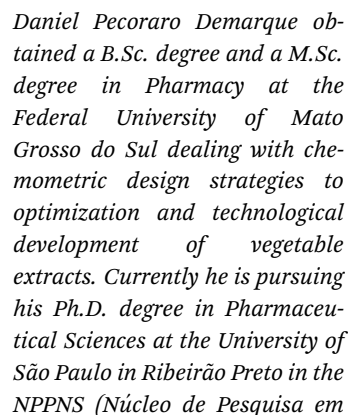 Daniel Pecoraro Demarque ob-
tained a B.Sc. degree and a M.Sc.
degree in Pharmacy at the
Federal University of Mato
Grosso do Sul dealing with che-
mometric design strategies to
optimization and technological
development of vegetable
extracts. Currently he is pursuing
his Ph.D. degree in Pharmaceu-
tical Sciences at the University of
São Paulo in Ribeirão Preto in the
NPPNS (Núcleo de Pesquisa em